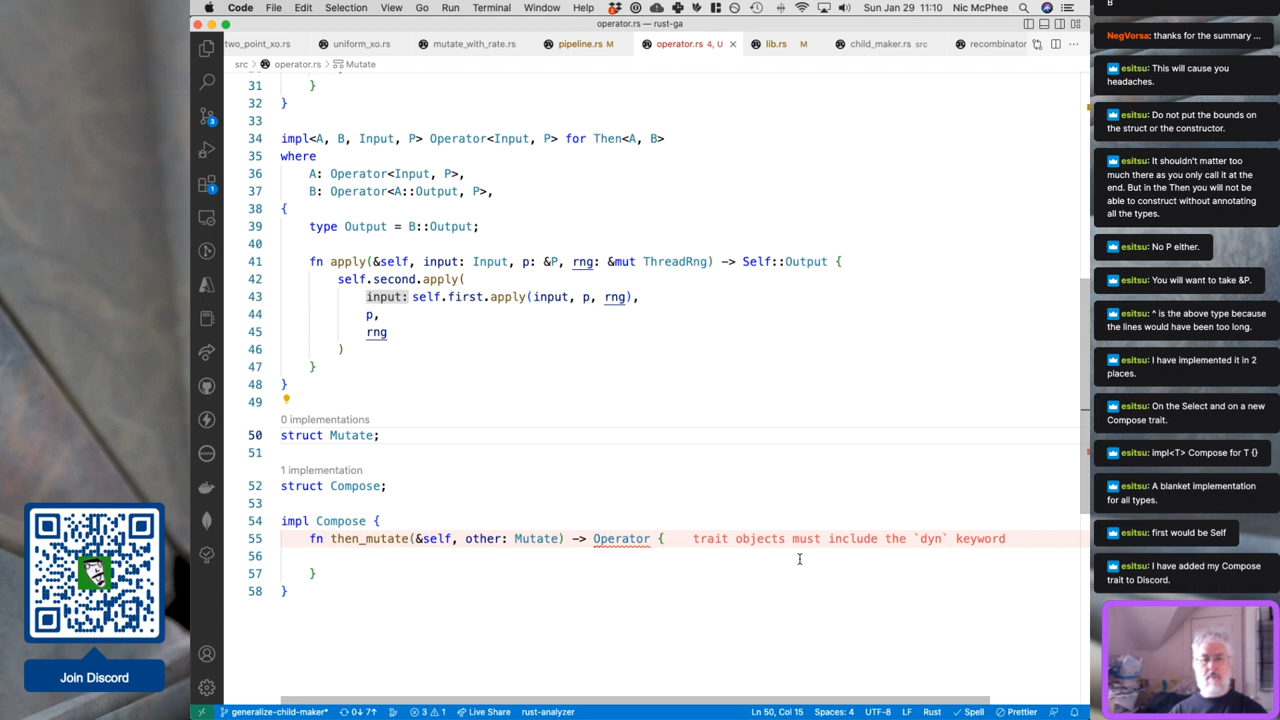 Code File Edit Selection View Go Run Terminal Window Help Sun Jan 29 11:10 Nic McPhee
operator.rs — rust-ga
two_point_xo.rs uniform_xo.rs mutate_with_rate.rs pipeline.rs M operator.rs 4, U lib.rs M child_maker.rs src recombinator
src > operator.rs > Mutate
31 }
32 }
33
34 impl<A, B, Input, P> Operator<Input, P> for Then<A, B>
35 where
36 A: Operator<Input, P>,
37 B: Operator<A::Output, P>,
38 {
39 type Output = B::Output;
40
41 fn apply(&self, input: Input, p: &P, rng: &mut ThreadRng) -> Self::Output {
42 self.second.apply(
43 input: self.first.apply(input, p, rng),
44 p,
45 rng
46 )
47 }
48 }
49
0 implementations
50 struct Mutate;
51
1 implementation
52 struct Compose;
53
54 impl Compose {
55 fn then_mutate(&self, other: Mutate) -> Operator { trait objects must include the `dyn` keyword
56
57 }
58 }
3
1
Join Discord
generalize-child-maker* 0↓ 7↑ 3 1 Live Share rust-analyzer Ln 50, Col 15 Spaces: 4 UTF-8 LF Rust Spell Prettier
B
NegVorsa: thanks for the summary ...
esitsu: This will cause you
headaches.
esitsu: Do not put the bounds on
the struct or the constructor.
esitsu: It shouldn't matter too
much there as you only call it at the
end. But in the Then you will not be
able to construct without annotating
all the types.
esitsu: No P either.
esitsu: You will want to take &P.
esitsu: ^ is the above type because
the lines would have been too long.
esitsu: I have implemented it in 2
places.
esitsu: On the Select and on a new
Compose trait.
esitsu: impl<T> Compose for T {}
esitsu: A blanket implementation
for all types.
esitsu: first would be Self
esitsu: I have added my Compose
trait to Discord.